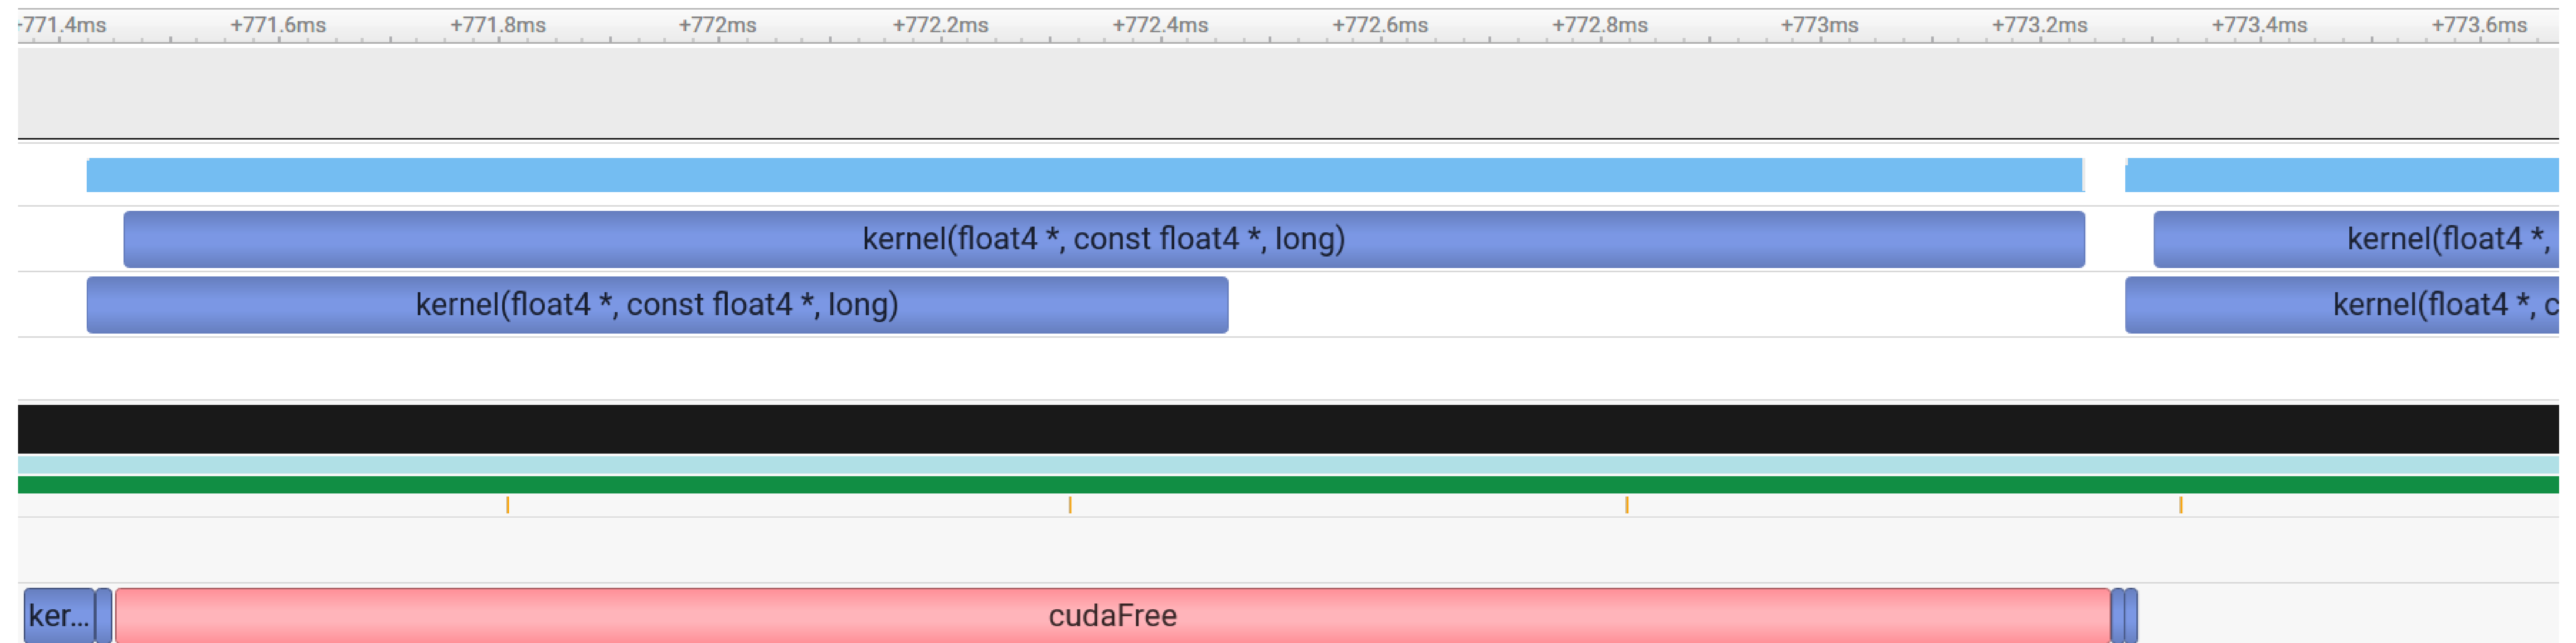 +771.4ms +771.6ms +771.8ms +772ms +772.2ms +772.4ms +772.6ms +772.8ms +773ms +773.2ms +773.4ms +773.6ms
kernel(float4 *, const float4 *, long) kernel(float4 *,
kernel(float4 *, const float4 *, long) kernel(float4 *, c
ker... cudaFree